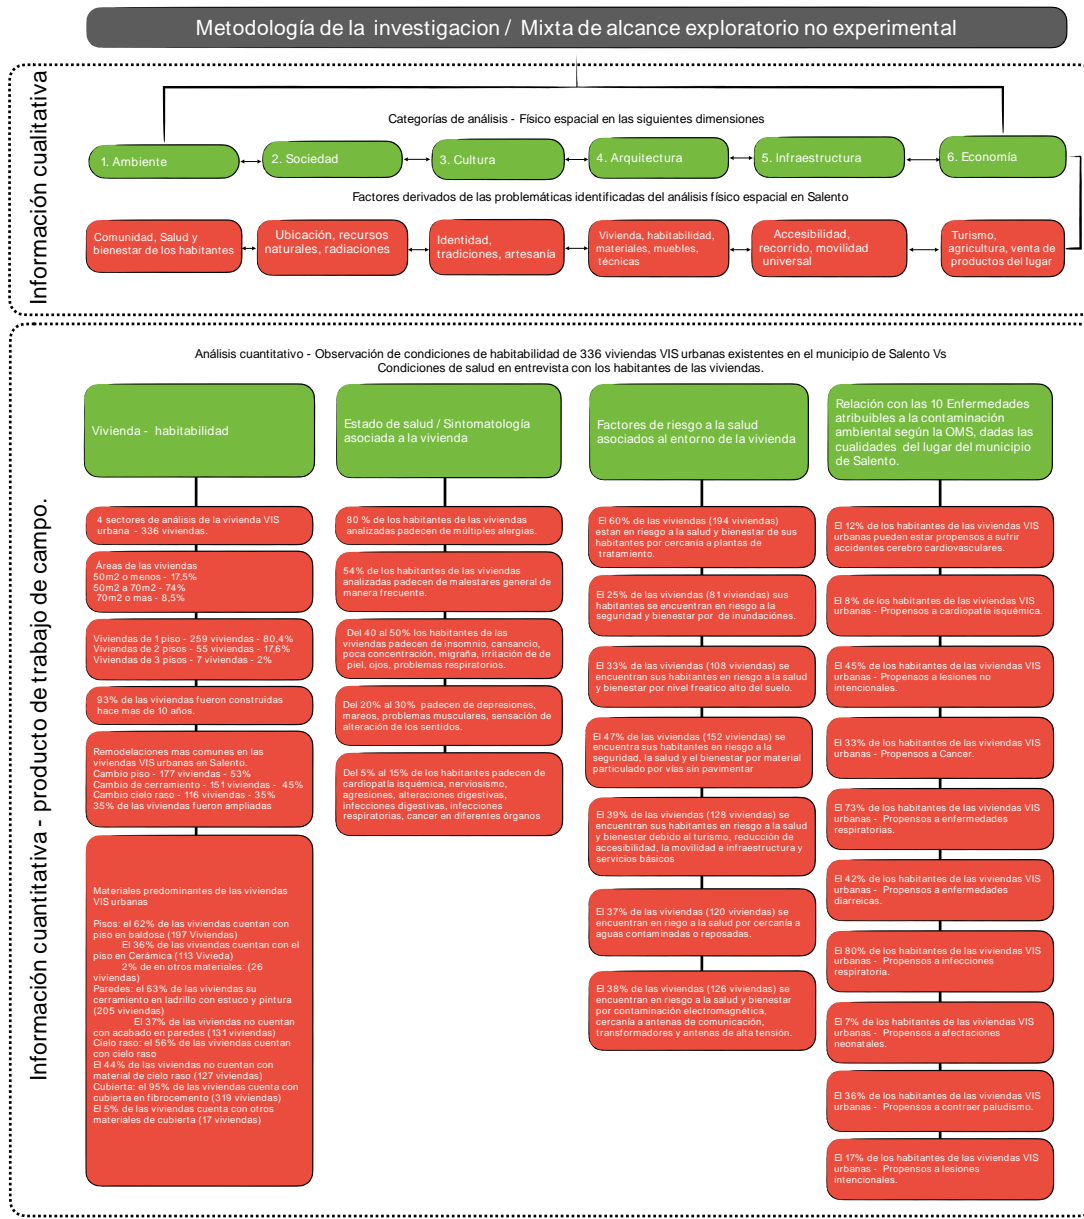 Metodología de la investigacion / Mixta de alcance exploratorio no experimental
Información cualitativa
Categorías de análisis - Físico espacial en las siguientes dimensiones
1. Ambiente
2. Sociedad
3. Cultura
4. Arquitectura
5. Infraestructura
6. Economía
Factores derivados de las problemáticas identificadas del análisis físico espacial en Salento
Comunidad, Salud y
bienestar de los habitantes
Ubicación, recursos
naturales, radiaciones
Identidad,
tradiciones, artesanía
Vivienda, habitabilidad,
materiales, muebles,
técnicas
Accesibilidad,
recorrido, movilidad
universal
Turismo,
agricultura, venta de
productos del lugar
Información cuantitativa - producto de trabajo de campo.
Análisis cuantitativo - Observación de condiciones de habitabilidad de 336 viviendas VIS urbanas existentes en el municipio de Salento Vs
Condiciones de salud en entrevista con los habitantes de las viviendas.
Vivienda - habitabilidad
4 sectores de análisis de la vivienda VIS
urbana - 336 viviendas.
Áreas de las viviendas
50m2 o menos - 17,5%
50m2 a 70m2 - 74%
70m2 o mas - 8,5%
Viviendas de 1 piso - 259 viviendas - 80,4%
Viviendas de 2 pisos - 55 viviendas - 17,6%
Viviendas de 3 pisos - 7 viviendas - 2%
93% de las viviendas fueron construidas
hace mas de 10 años.
Remodelaciones mas comunes en las
viviendas VIS urbanas en Salento.
Cambio piso - 177 viviendas - 53%
Cambio de cerramiento - 151 viviendas - 45%
Cambio cielo raso - 116 viviendas - 35%
35% de las viviendas fueron ampliadas
Materiales predominantes de las viviendas
VIS urbanas
Pisos: el 62% de las viviendas cuentan con
piso en baldosa (197 Viviendas)
El 36% de las viviendas cuentan con el
piso en Cerámica (113 Vivieda)
2% de en otros materiales: (26
viviendas)
Paredes: el 63% de las viviendas su
cerramiento en ladrillo con estuco y pintura
(205 viviendas)
El 37% de las viviendas no cuentan
con acabado en paredes (131 viviendas)
Cielo raso: el 56% de las viviendas cuentan
con cielo raso
El 44% de las viviendas no cuentan con
material de cielo raso (127 viviendas)
Cubierta: el 95% de las viviendas cuenta con
cubierta en fibrocemento (319 viviendas)
El 5% de las viviendas cuenta con otros
materiales de cubierta (17 viviendas)
Estado de salud / Sintomatología
asociada a la vivienda
80 % de los habitantes de las viviendas
analizadas padecen de múltiples alergías.
54% de los habitantes de las viviendas
analizadas padecen de malestares general de
manera frecuente.
Del 40 al 50% los habitantes de las
viviendas padecen de insomnio, cansancio,
poca concentración, migraña, irritación de de
piel, ojos, problemas respiratorios.
Del 20% al 30% padecen de depresiones,
mareos, problemas musculares, sensación de
alteración de los sentidos.
Del 5% al 15% de los habitantes padecen de
cardiopatía isquémica, nerviosismo,
agresiones, alteraciones digestivas,
infecciones digestivas, infecciones
respiratorias, cancer en diferentes órganos
Factores de riesgo a la salud
asociados al entorno de la vivienda
El 60% de las viviendas (194 viviendas)
estan en riesgo a la salud y bienestar de sus
habitantes por cercanía a plantas de
tratamiento.
El 25% de las viviendas (81 viviendas) sus
habitantes se encuentran en riesgo a la
seguridad y bienestar por de inundaciónes.
El 33% de las viviendas (108 viviendas) se
encuentran sus habitantes en riesgo a la salud
y bienestar por nivel freatico alto del suelo.
El 47% de las viviendas (152 viviendas) se
encuentra sus habitantes en riesgo a la
seguridad, la salud y el bienestar por material
particulado por vías sin pavimentar
El 39% de las viviendas (128 viviendas) se
encuentran sus habitantes en riesgo a la salud
y bienestar debido al turismo, reducción de
accesibilidad, la movilidad e infraestructura y
servicios básicos
El 37% de las viviendas (120 viviendas) se
encuentran en riego a la salud por cercanía a
aguas contaminadas o reposadas.
El 38% de las viviendas (126 viviendas) se
encuentran en riesgo a la salud y bienestar
por contaminación electromagnética,
cercanía a antenas de comunicación,
transformadores y antenas de alta tensión.
Relación con las 10 Enfermedades
atribuibles a la contaminación
ambiental según la OMS, dadas las
cualidades del lugar del municipio
de Salento.
El 12% de los habitantes de las viviendas VIS
urbanas pueden estar propensos a sufrir
accidentes cerebro cardiovasculares.
El 8% de los habitantes de las viviendas VIS
urbanas - Propensos a cardiopatía isquémica.
El 45% de los habitantes de las viviendas VIS
urbanas - Propensos a lesiones no
intencionales.
El 33% de los habitantes de las viviendas VIS
urbanas - Propensos a Cancer.
El 73% de los habitantes de las viviendas VIS
urbanas - Propensos a enfermedades
respiratorias.
El 42% de los habitantes de las viviendas VIS
urbanas - Propensos a enfermedades
diarreicas.
El 80% de los habitantes de las viviendas VIS
urbanas - Propensos a infecciones
respiratoria.
El 7% de los habitantes de las viviendas VIS
urbanas - Propensos a afectaciones
neonatales.
El 36% de los habitantes de las viviendas VIS
urbanas - Propensos a contraer paludismo.
El 17% de los habitantes de las viviendas VIS
urbanas - Propensos a lesiones
intencionales.